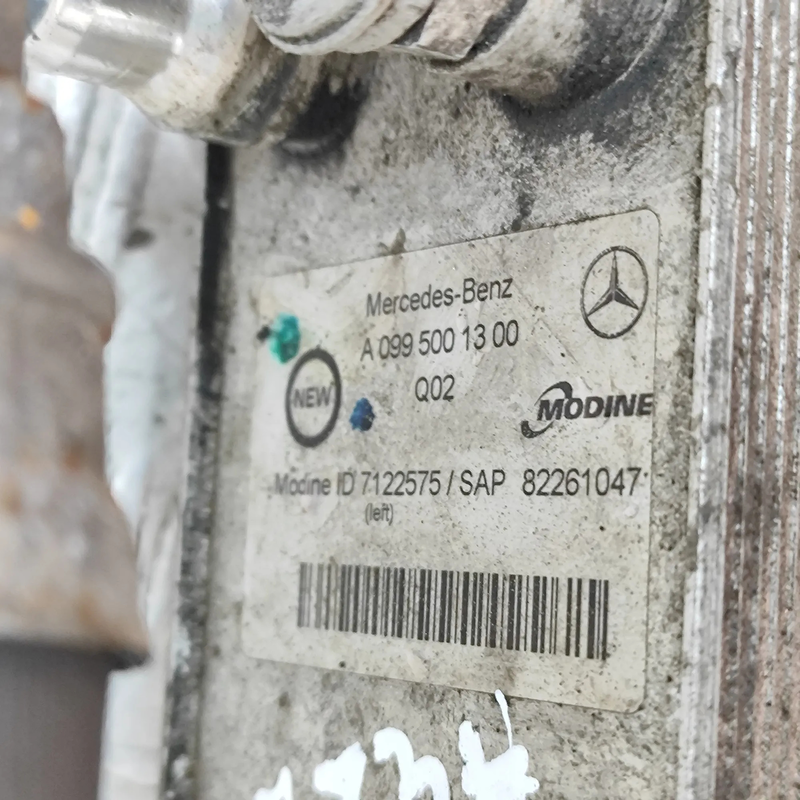 Mercedes-Benz
A 099 500 13 00
NEW
Q02
MODINE
Modine ID 7122575 / SAP 82261047
(left)